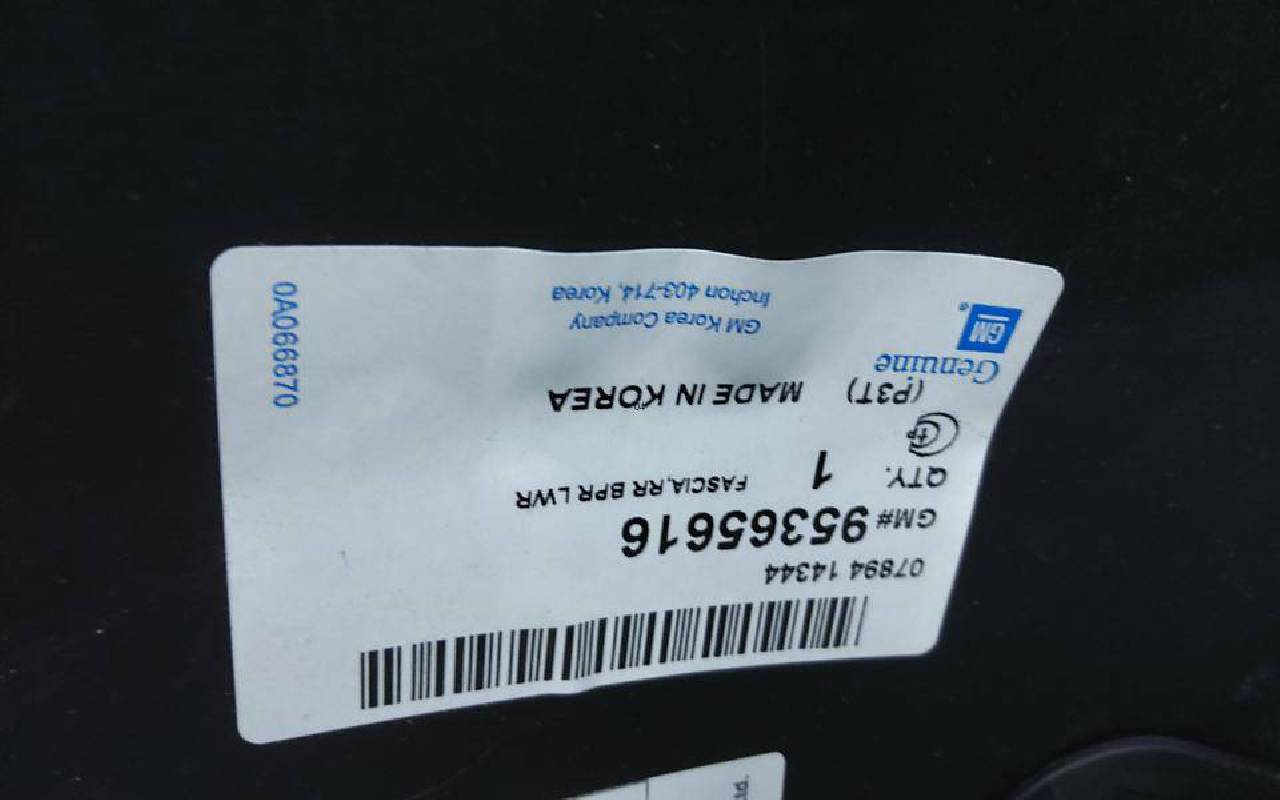 07894 14344
GM# 95365616
QTY. 1 FASCIA,RR BPR LWR
(P3T) MADE IN KOREA
Genuine
GM
GM Korea Company
Inchon 403-714, Korea
0A066870
td.